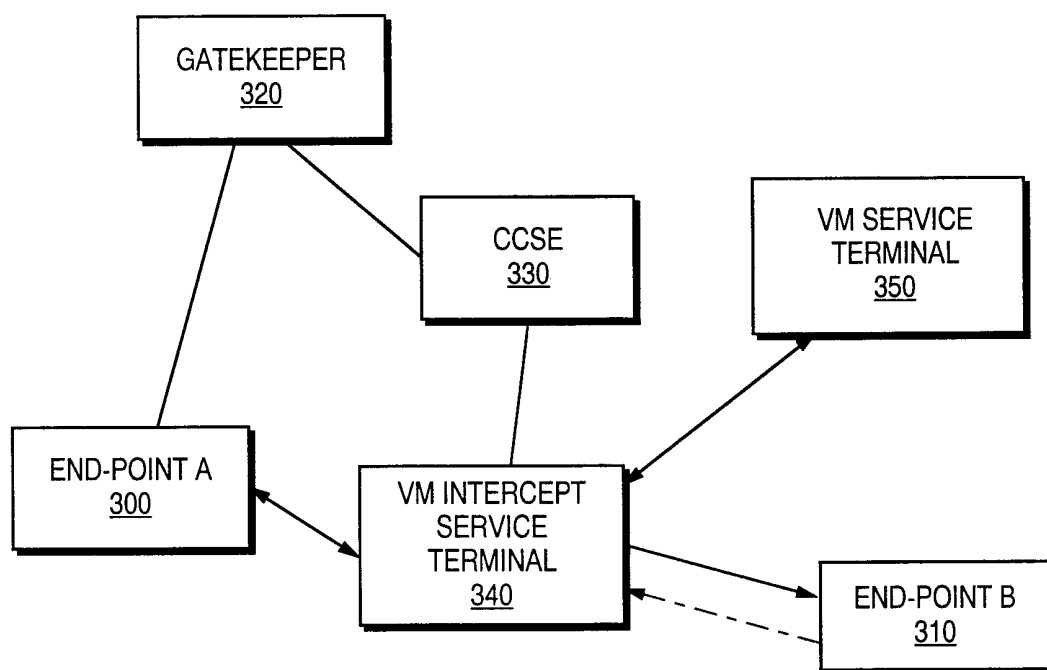 GATEKEEPER
320
CCSE
330
VM SERVICE
TERMINAL
350
END-POINT A
300
VM INTERCEPT
SERVICE
TERMINAL
340
END-POINT B
310